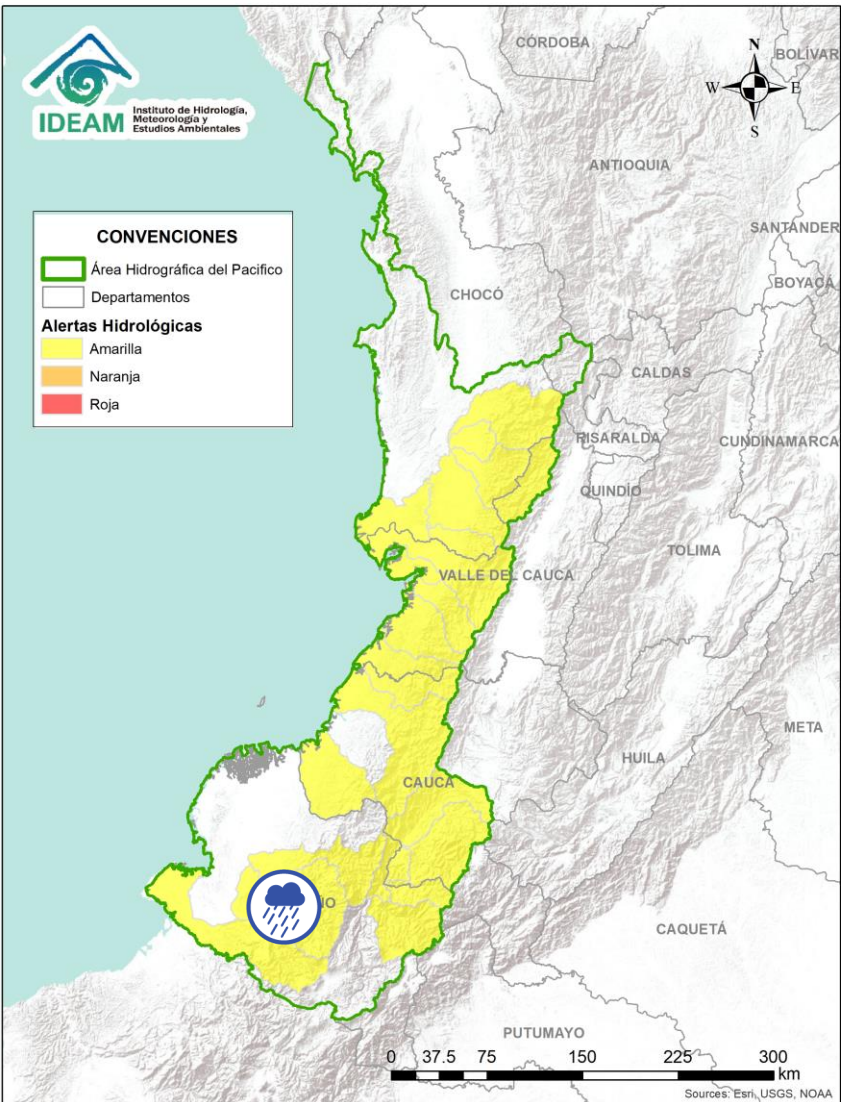 IDEAM
Instituto de Hidrología,
Meteorología y
Estudios Ambientales
N
W
E
S
CONVENCIONES
Área Hidrográfica del Pacifico
Departamentos
Alertas Hidrológicas
Amarilla
Naranja
Roja
CÓRDOBA
BOLÍVAR
ANTIOQUIA
SANTANDER
BOYACÁ
CHOCÓ
CALDAS
RISARALDA
CUNDINAMARCA
QUINDÍO
TOLIMA
VALLE DEL CAUCA
META
HUILA
CAUCA
CAQUETÁ
PUTUMAYO
0 37.5 75 150 225 300
km
Sources: Esri, USGS, NOAA